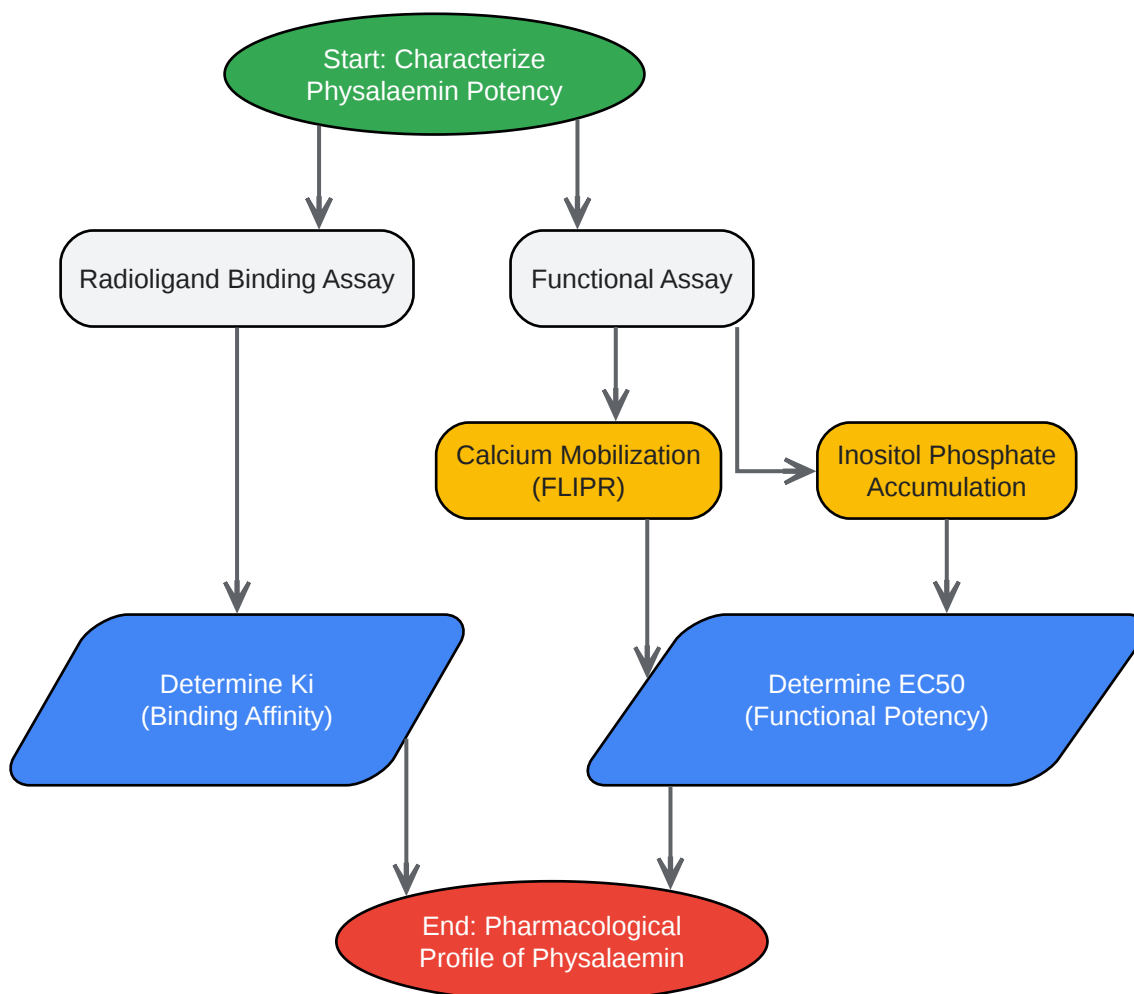 Start: Characterize
Physalaemin Potency
Radioligand Binding Assay
Functional Assay
Calcium Mobilization
(FLIPR)
Inositol Phosphate
Accumulation
Determine Ki
(Binding Affinity)
Determine EC50
(Functional Potency)
End: Pharmacological
Profile of Physalaemin